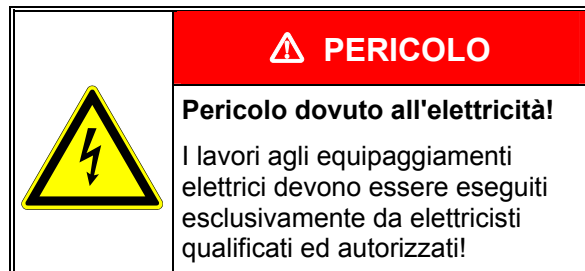 ⚠ PERICOLO
Pericolo dovuto all'elettricità!
I lavori agli equipaggiamenti
elettrici devono essere eseguiti
esclusivamente da elettricisti
qualificati ed autorizzati!